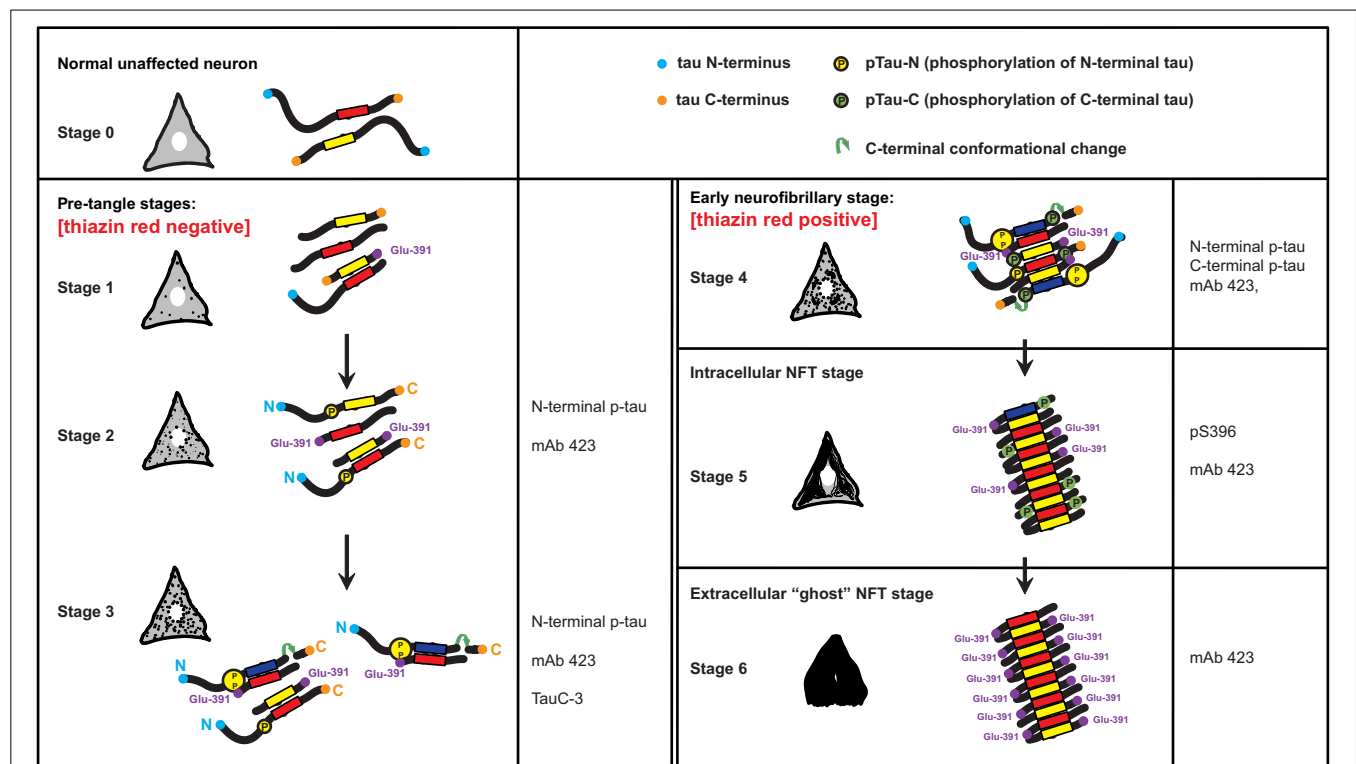 Normal unaffected neuron
Stage 0
tau N-terminus
tau C-terminus
P pTau-N (phosphorylation of N-terminal tau)
P pTau-C (phosphorylation of C-terminal tau)
C-terminal conformational change
Pre-tangle stages:
[thiazin red negative]
Glu-391
Stage 1
N
P
C
Glu-391
Glu-391
C
Stage 2
N
P
N-terminal p-tau
mAb 423
Stage 3
N
P
P
C
Glu-391
N
P
P
C
Glu-391
Glu-391
C
N
P
N-terminal p-tau
mAb 423
TauC-3
Early neurofibrillary stage:
[thiazin red positive]
Stage 4
P
P
P
Glu-391
Glu-391
P
P
P
P
P
P
N-terminal p-tau
C-terminal p-tau
mAb 423,
Intracellular NFT stage
Stage 5
P
Glu-391
Glu-391
P
Glu-391
Glu-391
P
P
P
P
pS396
mAb 423
Extracellular “ghost” NFT stage
Stage 6
Glu-391
Glu-391
Glu-391
Glu-391
Glu-391
Glu-391
Glu-391
Glu-391
Glu-391
Glu-391
Glu-391
Glu-391
mAb 423